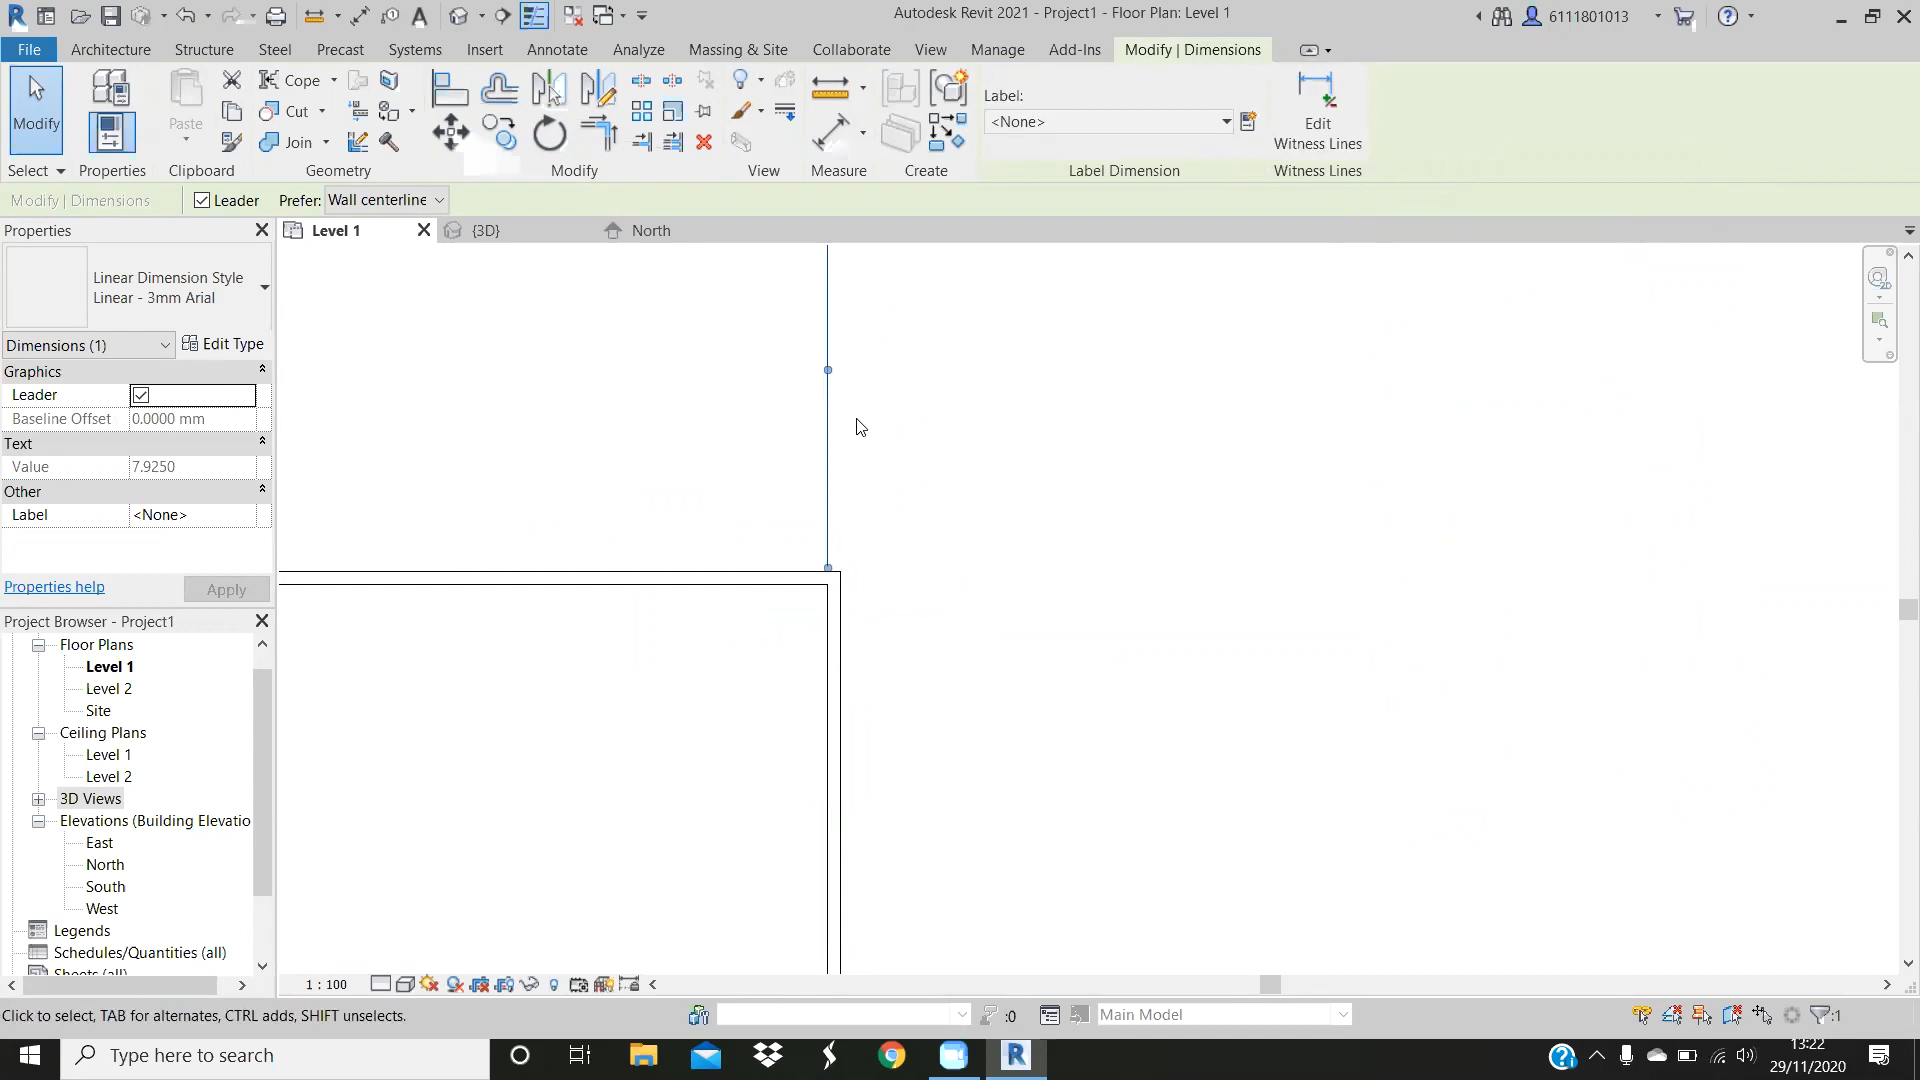 Autodesk Revit 2021 - Project1 - Floor Plan: Level 1
6111801013
File Architecture Structure Steel Precast Systems Insert Annotate Analyze Massing & Site Collaborate View Manage Add-Ins Modify | Dimensions
Modify
Paste
Cope
Cut
Join
Label:
<None>
Edit
Witness Lines
Select Properties Clipboard Geometry Modify View Measure Create Label Dimension Witness Lines
Modify | Dimensions Leader Prefer: Wall centerline
Properties
Level 1 {3D} North
Linear Dimension Style
Linear - 3mm Arial
Dimensions (1) Edit Type
Graphics
Leader
Baseline Offset 0.0000 mm
Text
Value 7.9250
Other
Label <None>
Properties help Apply
Project Browser - Project1
Floor Plans
Level 1
Level 2
Site
Ceiling Plans
Level 1
Level 2
3D Views
Elevations (Building Elevatio
East
North
South
West
Legends
Schedules/Quantities (all)
Sheets (all)
1 : 100
Click to select, TAB for alternates, CTRL adds, SHIFT unselects. :0 Main Model :1
Type here to search
13:22
29/11/2020